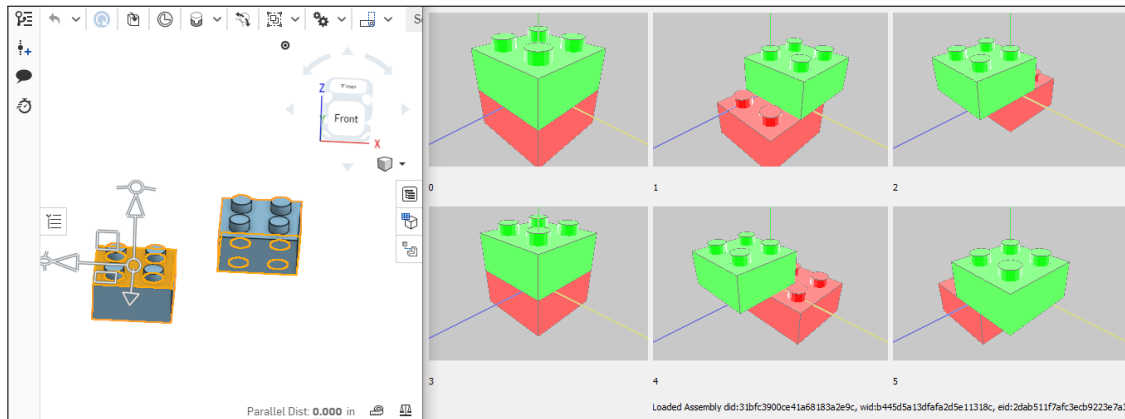 Top
Z
Front
X
Parallel Dist: 0.000 in
0
1
2
3
4
5
Loaded Assembly did:31bfc3900ce41a68183a2e9c, wid:b445d5a13dfafa2d5e11318c, eid:2dab511f7afc3ecb9223e7a